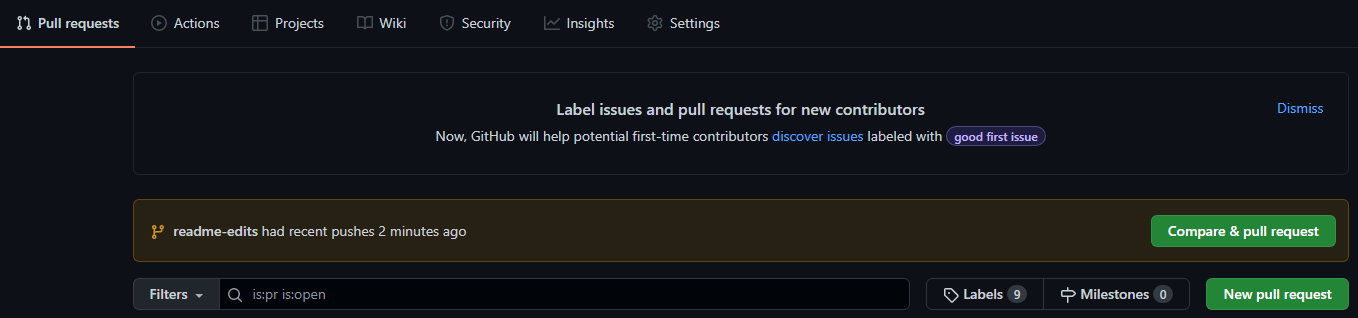 Pull requests Actions Projects Wiki Security Insights Settings
Label issues and pull requests for new contributors
Dismiss
Now, GitHub will help potential first-time contributors discover issues labeled with good first issue
readme-edits had recent pushes 2 minutes ago
Compare & pull request
Filters is:pr is:open Labels 9 Milestones 0 New pull request